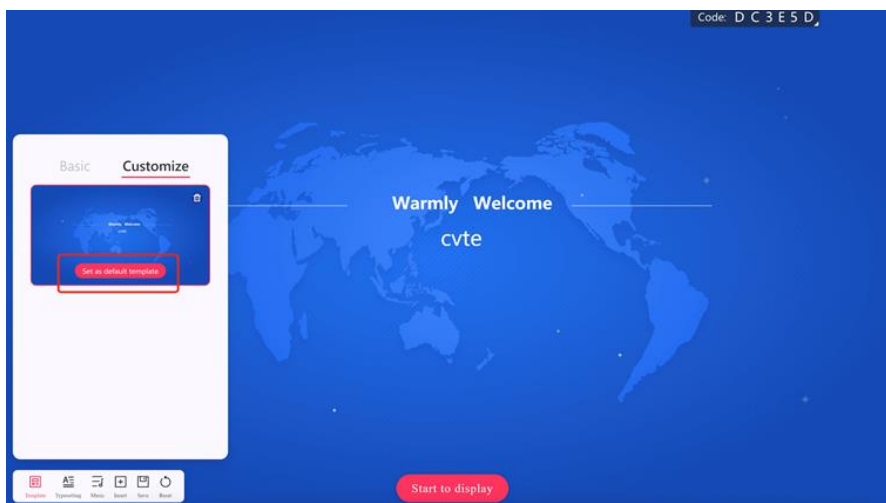 Code: D C 3 E 5 D
Basic Customize
Warmly Welcome
cvte
Warmly Welcome
cvte
Set as default template
Template Typesetting Music Insert Save Reset
Start to display